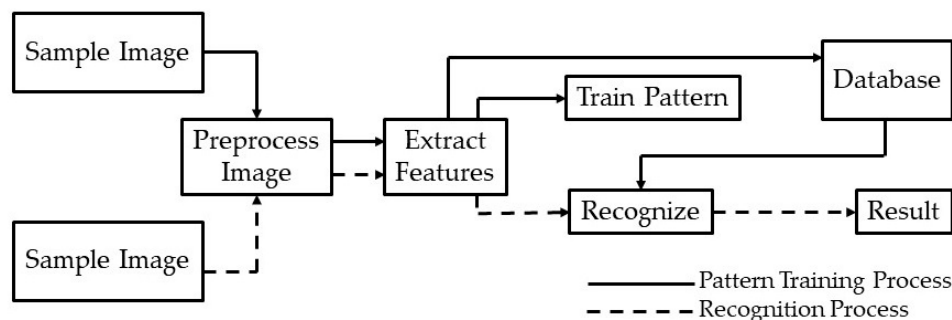 Sample Image
Database
Train Pattern
Preprocess
Image
Extract
Features
Recognize
Result
Sample Image
Pattern Training Process
Recognition Process